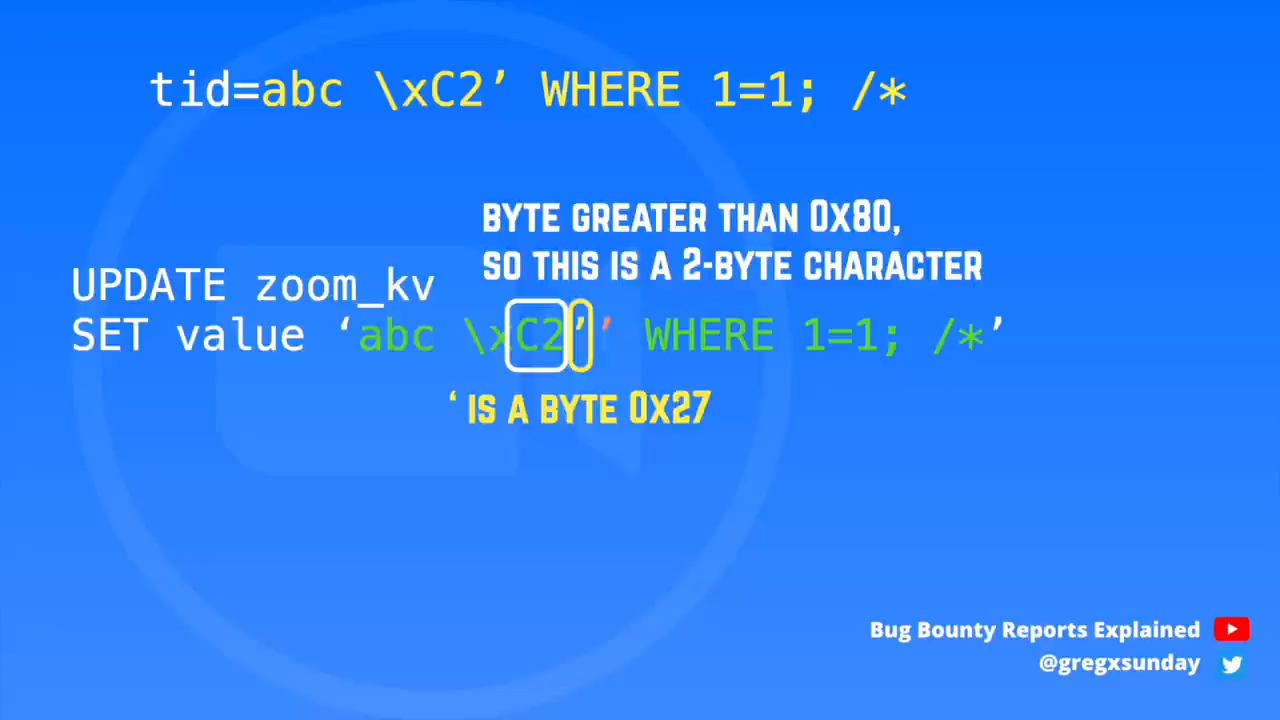 tid=abc \xC2’ WHERE 1=1; /*
BYTE GREATER THAN 0X80,
SO THIS IS A 2-BYTE CHARACTER
UPDATE zoom_kv
SET value ‘abc \xC2’’ WHERE 1=1; /*’
‘ IS A BYTE 0X27
Bug Bounty Reports Explained
@gregxsunday